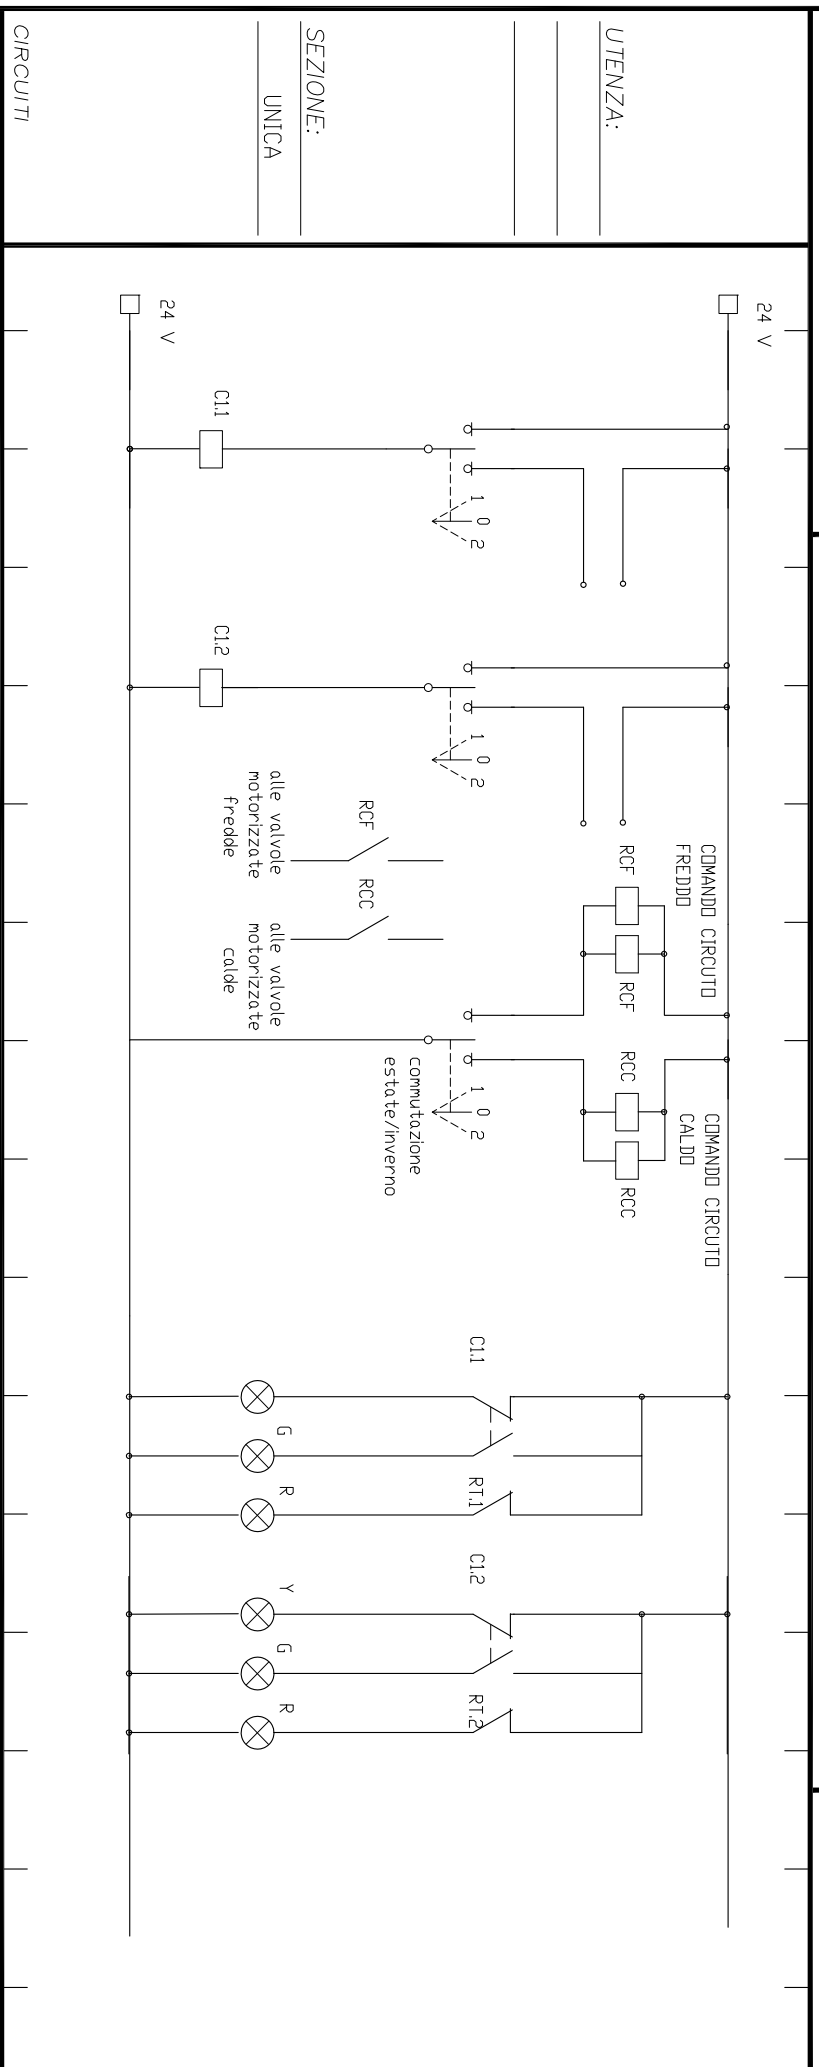 UTENZA:
SEZIONE:
UNICA
CIRCUITI
24 V
24 V
C1.1
1
0
2
C1.2
1
0
2
RCF
alle valvole
motorizzate
fredde
RCC
alle valvole
motorizzate
calde
COMANDO CIRCUTO
FREDDO
RCF
RCF
COMANDO CIRCUTO
CALDO
RCC
RCC
1
0
2
commutazione
estate/inverno
C1.1
G
RT.1
R
C1.2
Y
G
RT.2
R